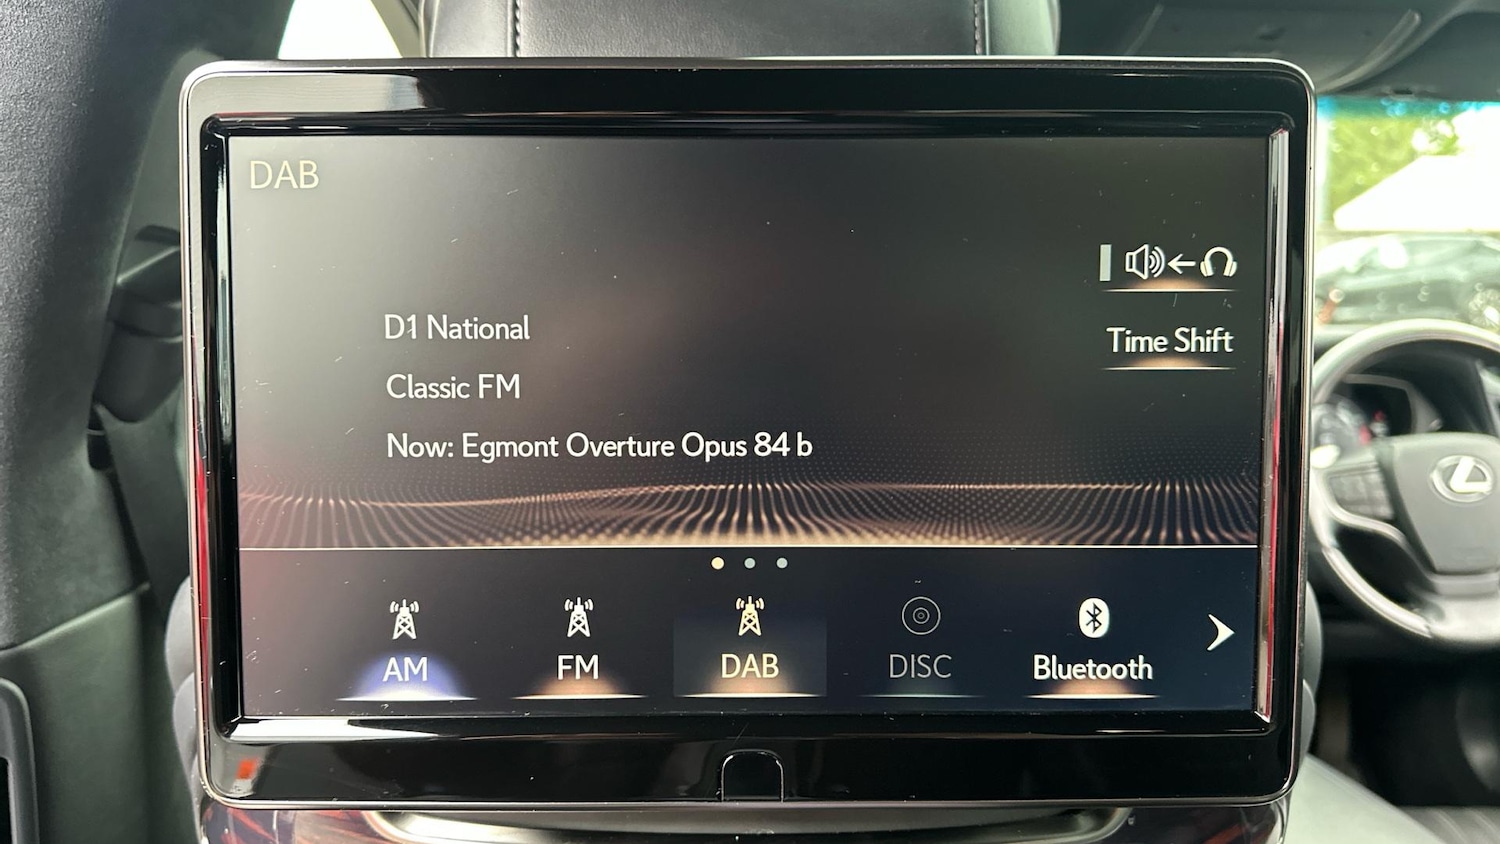 DAB
D1 National
Classic FM
Now: Egmont Overture Opus 84 b
Time Shift
AM
FM
DAB
DISC
Bluetooth